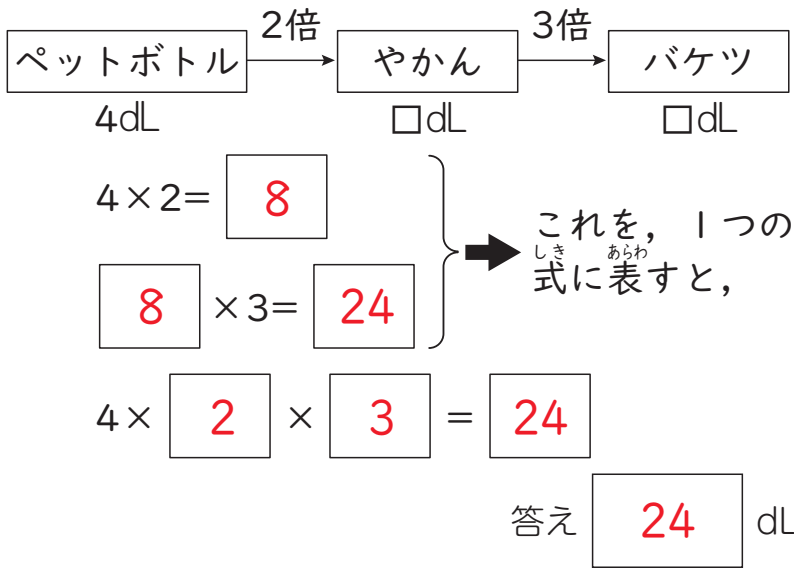 2倍 3倍
ペットボトル やかん バケツ
4dL □dL □dL
4×2= 8
8 ×3= 24
これを，1つの
式に表すと，
しき あらわ
4× 2 × 3 = 24
答え 24 dL